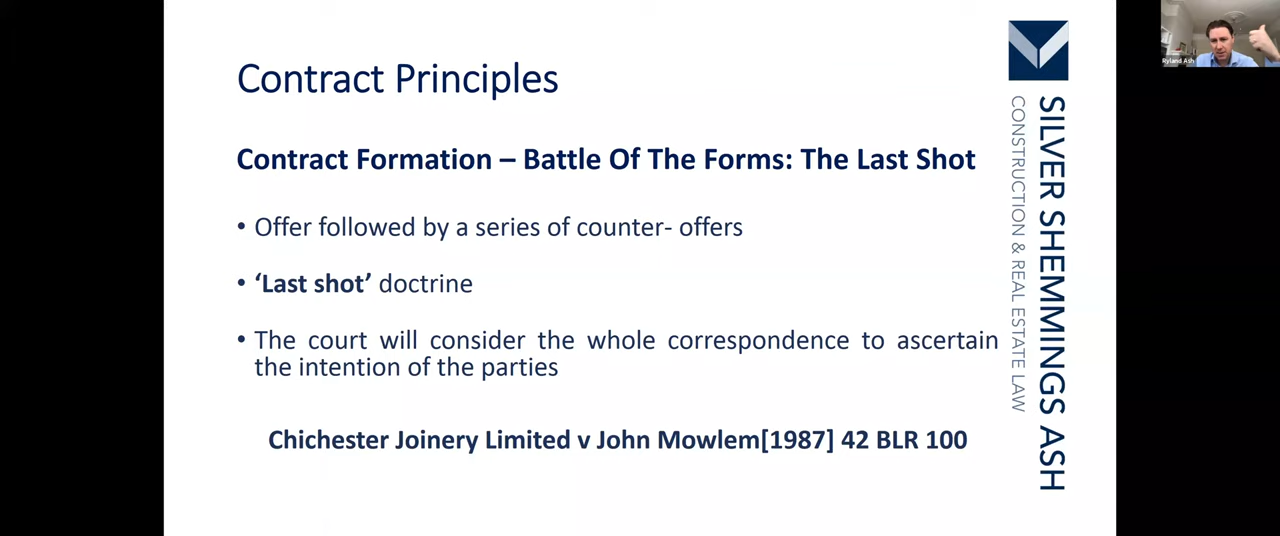 Contract Principles
Contract Formation – Battle Of The Forms: The Last Shot
• Offer followed by a series of counter- offers
• ‘Last shot’ doctrine
• The court will consider the whole correspondence to ascertain
the intention of the parties
Chichester Joinery Limited v John Mowlem[1987] 42 BLR 100
SILVER SHEMMINGS ASH
CONSTRUCTION & REAL ESTATE LAW
Ryland Ash